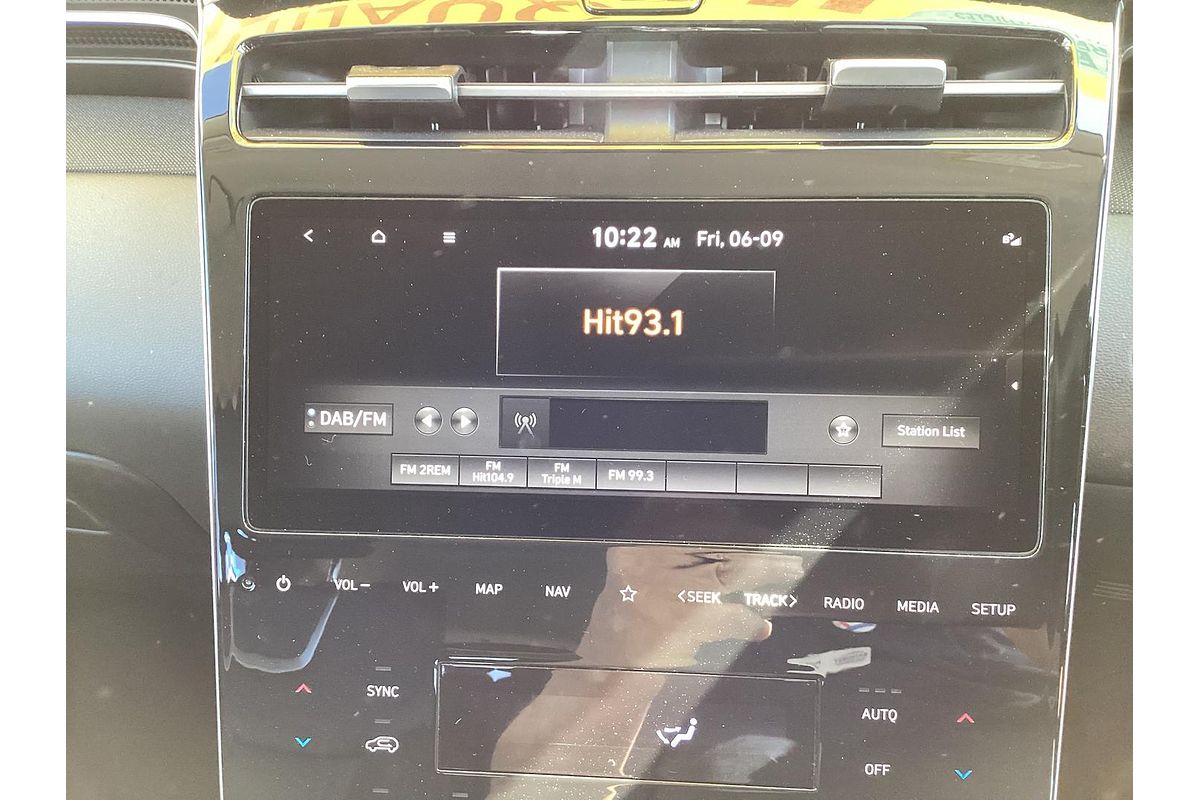 10:22 AM Fri, 06-09
Hit93.1
DAB/FM
Station List
FM 2REM
FM Hit104.9
FM Triple M
FM 99.3
VOL− VOL+ MAP NAV <SEEK TRACK> RADIO MEDIA SETUP
SYNC
AUTO
OFF